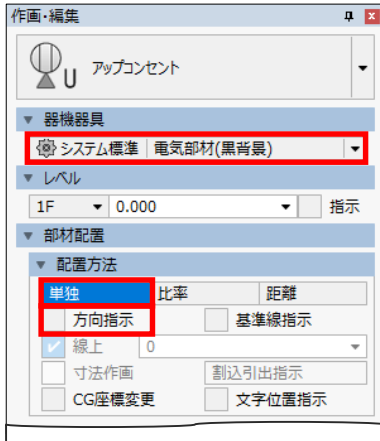 作画・編集
U アップコンセント
器機器具
システム標準 電気部材(黒背景)
レベル
1F 0.000 指示
部材配置
配置方法
単独 比率 距離
方向指示 基準線指示
線上 0
寸法作画 割込引出指示
CG座標変更 文字位置指示